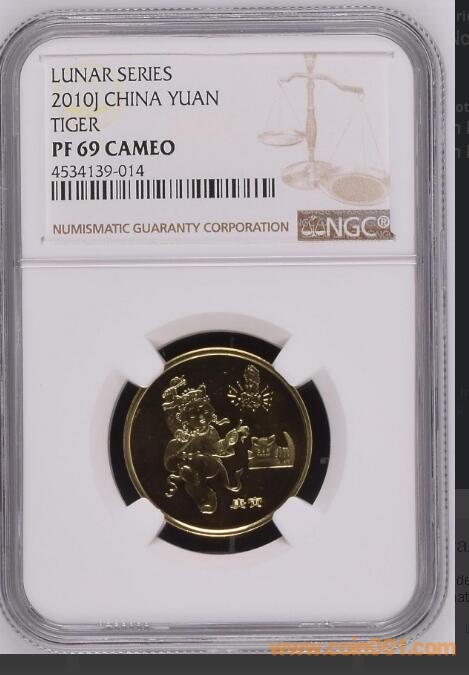 LUNAR SERIES
2010J CHINA YUAN
TIGER
PF 69 CAMEO
4534139-014
NUMISMATIC GUARANTY CORPORATION
NGC®
庚寅
www.coin001.com